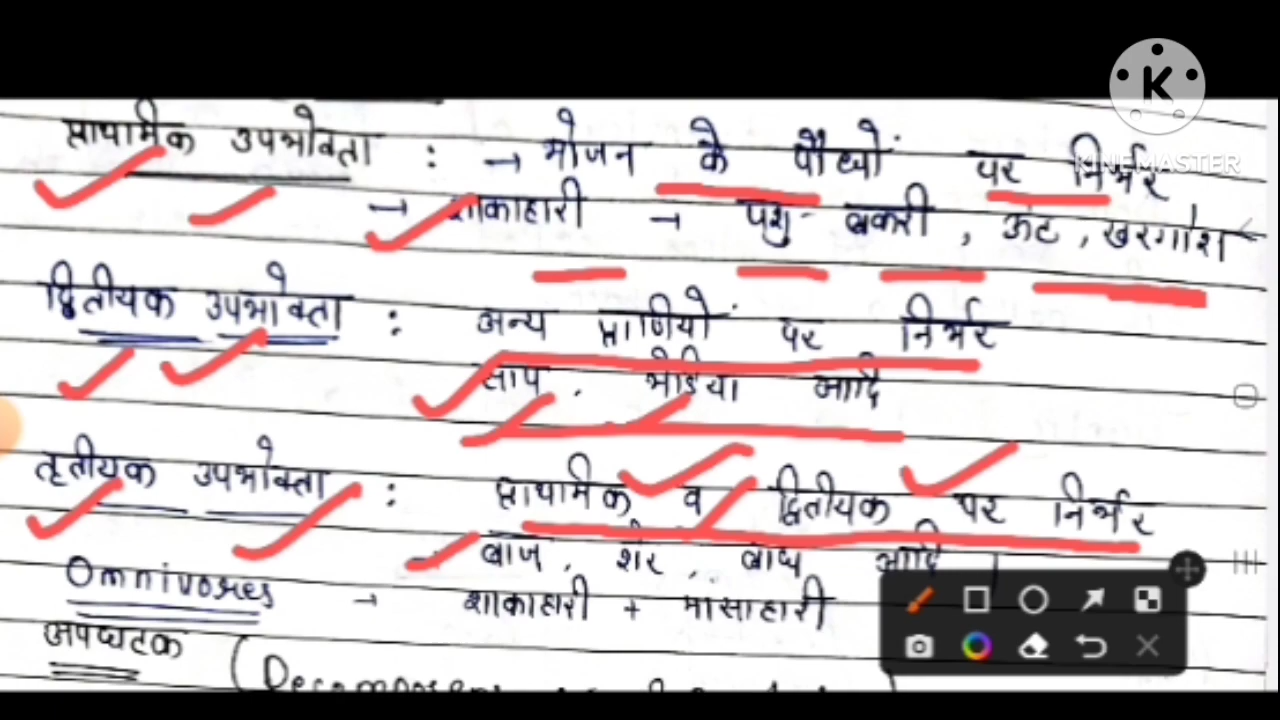 K
KINEMASTER
प्राथमिक उपभोक्ता : → भोजन के पौधों पर निर्भर
→ शाकाहारी → पशु - बकरी , ऊंट , खरगोश
द्वितीयक उपभोक्ता : अन्य प्राणियों पर निर्भर
साप , भेडिया आदि
तृतीयक उपभोक्ता : प्राथमिक व द्वितीयक पर निर्भर
→ बाज , शेर , बाघ आदि ।
Omnivores → शाकाहारी + मांसाहारी
अपघटक (